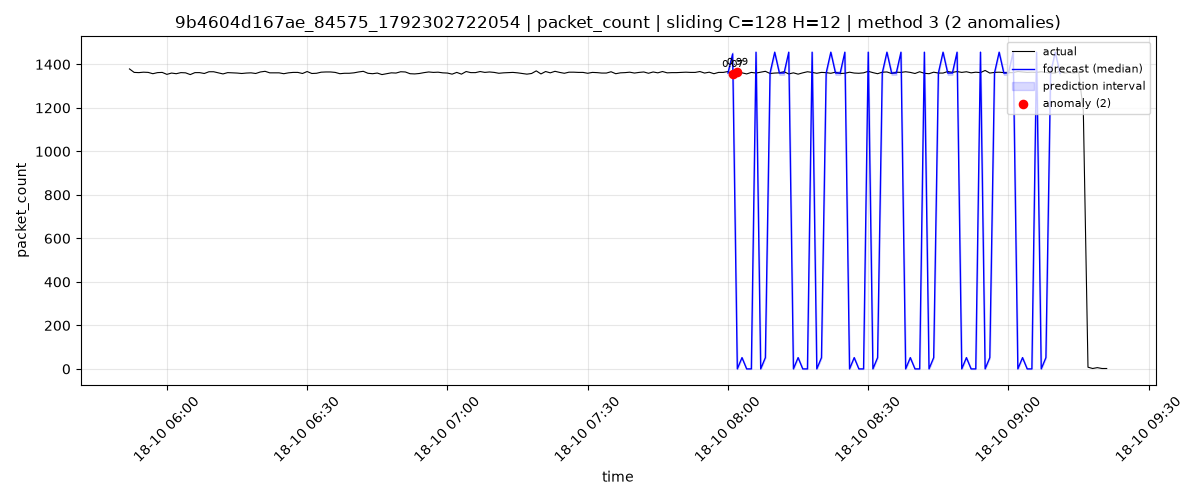 9b4604d167ae_84575_1792302722054 | packet_count | sliding C=128 H=12 | method 3 (2 anomalies)
packet_count
1400
1200
1000
800
600
400
200
0
actual
forecast (median)
prediction interval
anomaly (2)
18-10 06:00
18-10 06:30
18-10 07:00
18-10 07:30
18-10 08:00
18-10 08:30
18-10 09:00
18-10 09:30
time